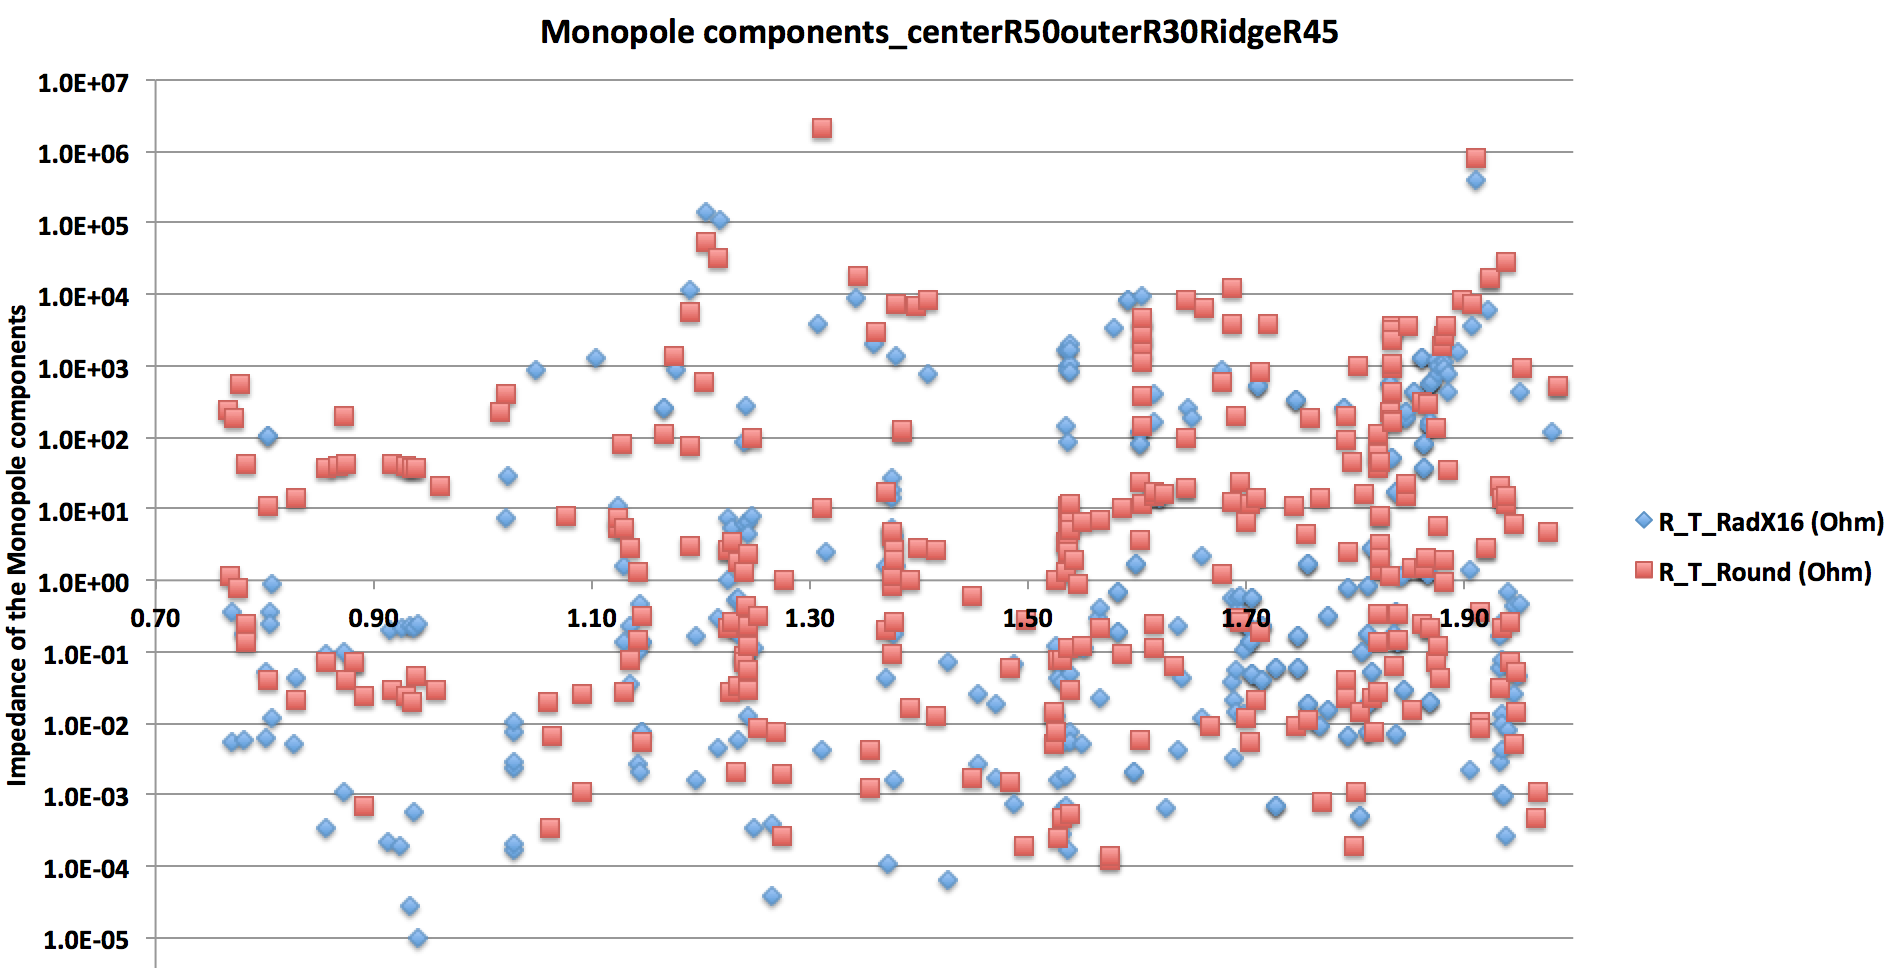 Monopole components_centerR50outerR30RidgeR45
Impedance of the Monopole components
1.0E+07
1.0E+06
1.0E+05
1.0E+04
1.0E+03
1.0E+02
1.0E+01
1.0E+00
1.0E-01
1.0E-02
1.0E-03
1.0E-04
1.0E-05
0.70 0.90 1.10 1.30 1.50 1.70 1.90
R_T_RadX16 (Ohm)
R_T_Round (Ohm)